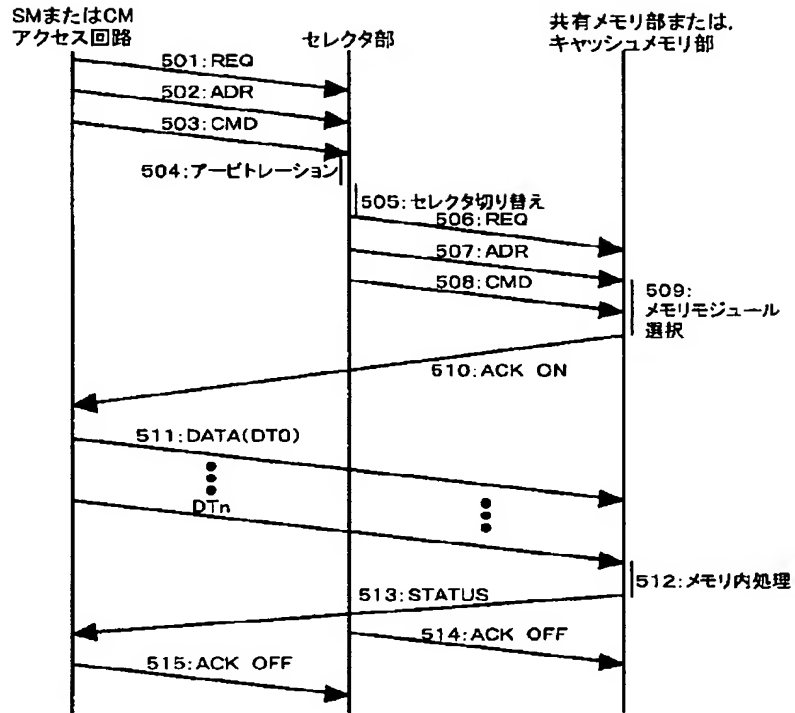 SMまたはCM
アクセス回路
セレクタ部
共有メモリ部または,
キャッシュメモリ部
501:REQ
502:ADR
503:CMD
504:アービトレーション
505:セレクタ切り替え
506:REQ
507:ADR
508:CMD
509:
メモリモジュール
選択
510:ACK ON
511:DATA(DT0)
DTn
512:メモリ内処理
513:STATUS
514:ACK OFF
515:ACK OFF